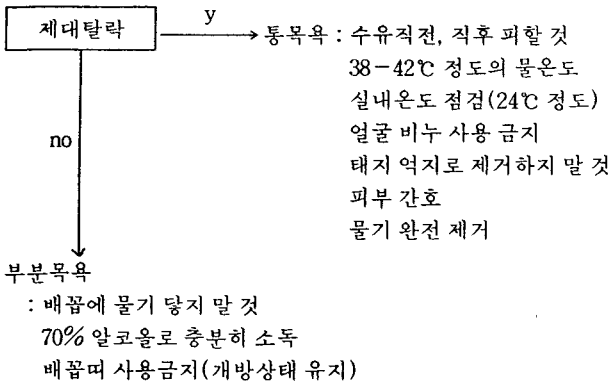 제대탈락
y
통목욕 : 수유직전, 직후 피할 것
38-42℃ 정도의 물온도
실내온도 점검(24℃ 정도)
얼굴 비누 사용 금지
태지 억지로 제거하지 말 것
피부 간호
물기 완전 제거
no
부분목욕
: 배꼽에 물기 닿지 말 것
70% 알코올로 충분히 소독
배꼽띠 사용금지(개방상태 유지)